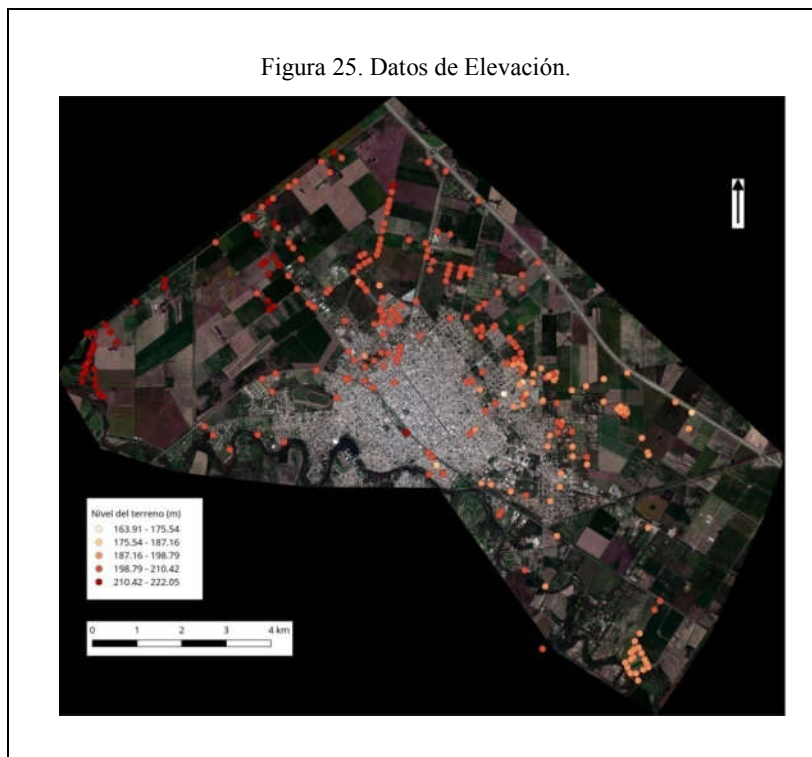 Figura 25. Datos de Elevación.
Nivel del terreno (m)
163.91 - 175.54
175.54 - 187.16
187.16 - 198.79
198.79 - 210.42
210.42 - 222.05
0 1 2 3 4 km